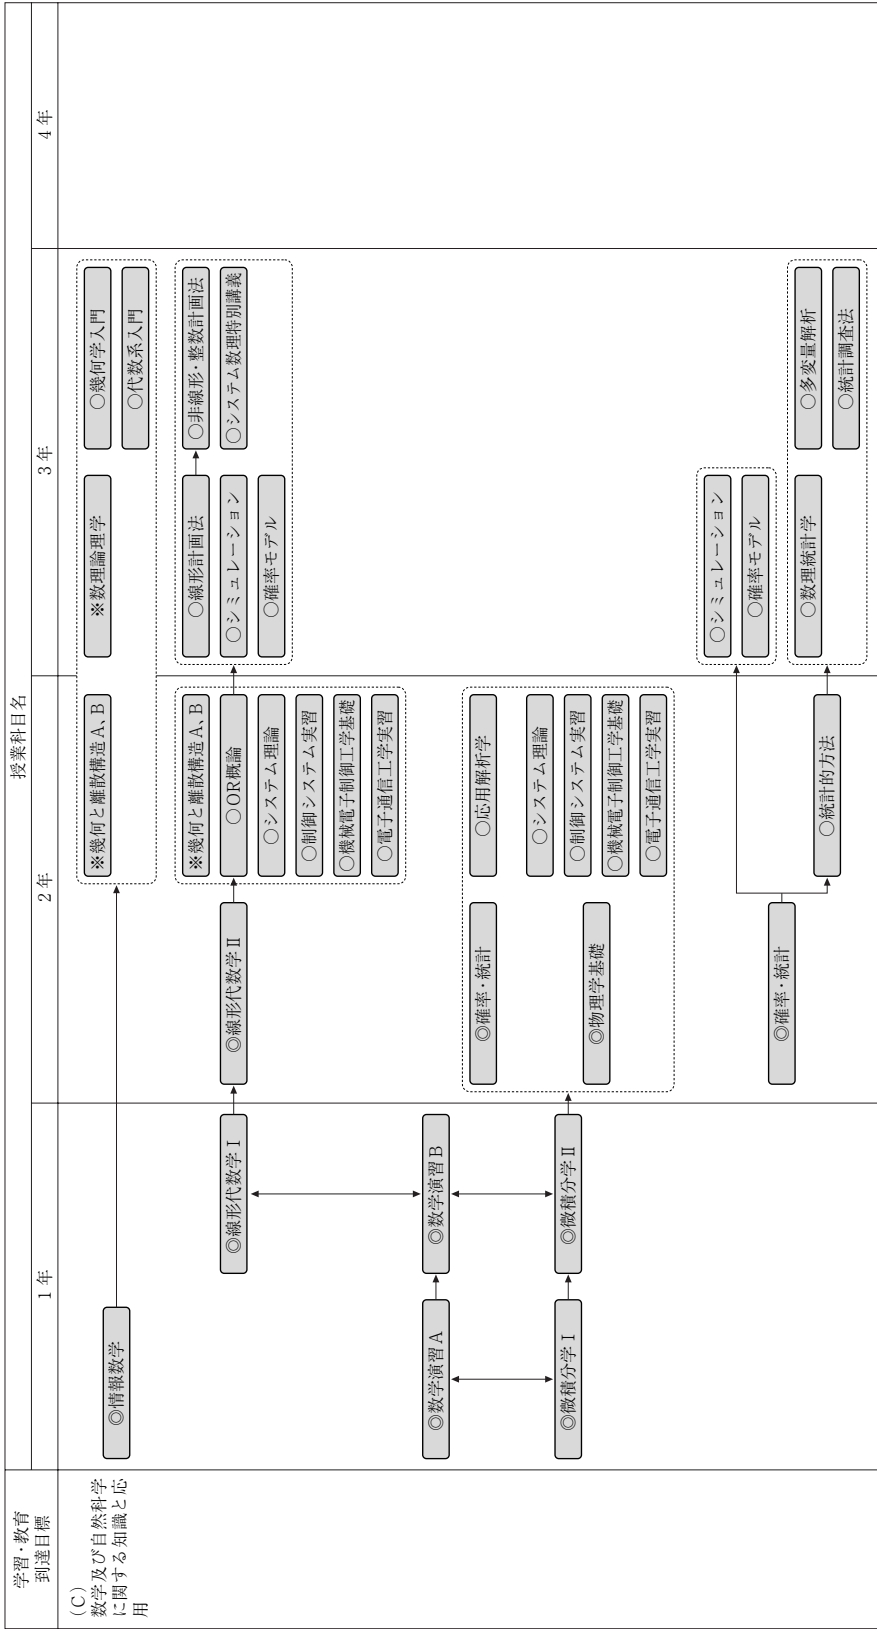 学習・教育
到達目標
授業科目名
1年
2年
3年
4年
(C)
数学及び自然科学
に関する知識と応
用
◎情報数学
※幾何と離散構造A、B
※数理論理学
○幾何学入門
○代数系入門
◎線形代数学Ⅰ
◎線形代数学Ⅱ
※幾何と離散構造A、B
○OR概論
○システム理論
○制御システム実習
○機械電子制御工学基礎
○電子通信工学実習
○線形計画法
○シミュレーション
○確率モデル
○非線形・整数計画法
○システム数理特別講義
◎数学演習A
◎数学演習B
◎微積分学Ⅰ
◎微積分学Ⅱ
◎確率・統計
◎物理学基礎
○応用解析学
○システム理論
○制御システム実習
○機械電子制御工学基礎
○電子通信工学実習
◎確率・統計
○統計的方法
○シミュレーション
○確率モデル
○数理統計学
○多変量解析
○統計調査法